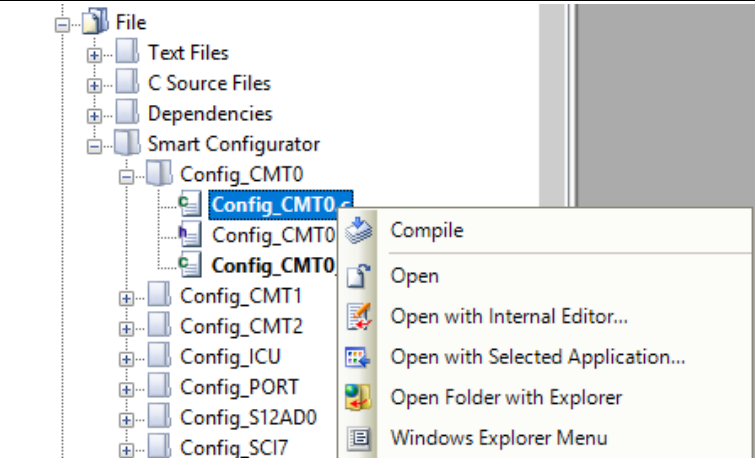 File
Text Files
C Source Files
Dependencies
Smart Configurator
Config_CMT0
Config_CMT0.c
Config_CMT0
Config_CMT0_
Config_CMT1
Config_CMT2
Config_ICU
Config_PORT
Config_S12AD0
Config_SCI7
Compile
Open
Open with Internal Editor...
Open with Selected Application...
Open Folder with Explorer
Windows Explorer Menu